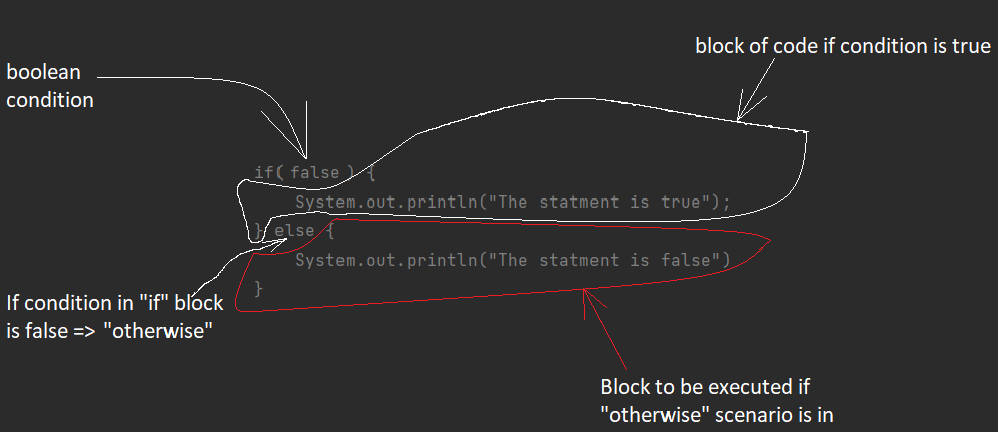 block of code if condition is true
boolean
condition
if( false ) {
System.out.println("The statment is true");
} else {
System.out.println("The statment is false")
}
If condition in "if" block
is false => "otherwise"
Block to be executed if
"otherwise" scenario is in